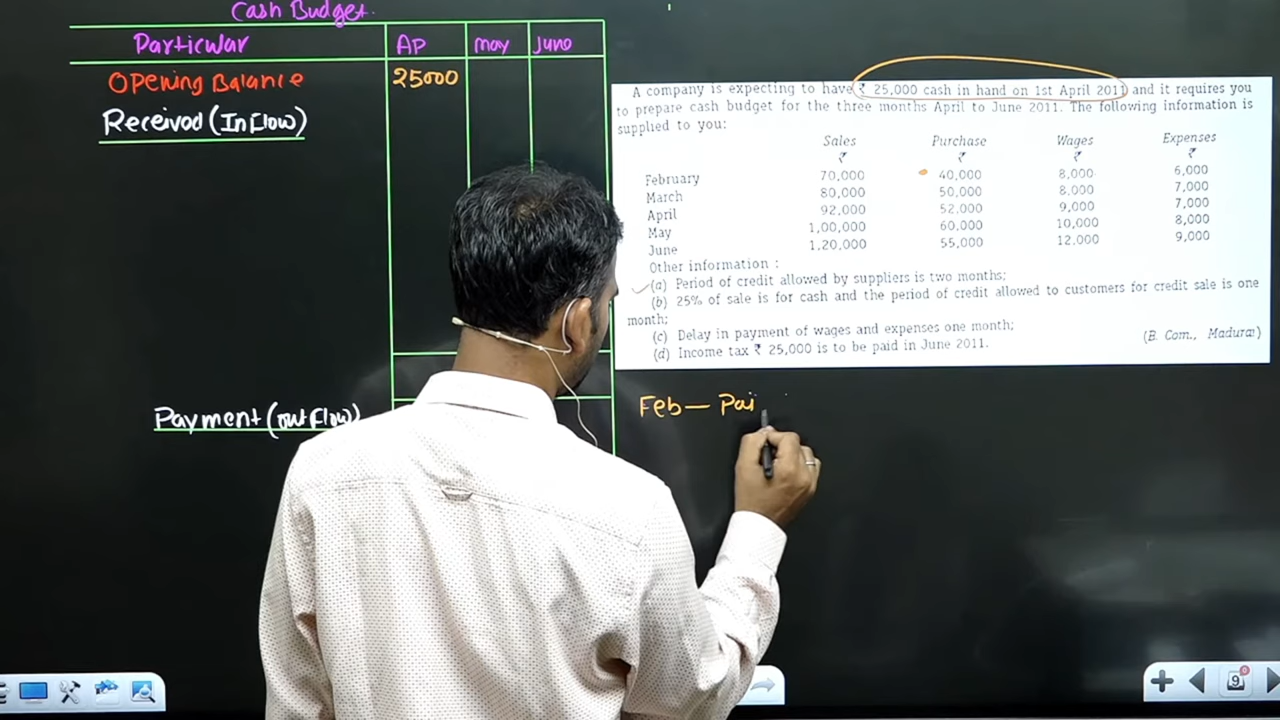 Cash Budget.
Particular AP may June
Opening Balance 25000
Received (InFlow)
Payment (outFlow)
A company is expecting to have ₹ 25,000 cash in hand on 1st April 2011 and it requires you
to prepare cash budget for the three months April to June 2011. The following information is
supplied to you:
Sales Purchase Wages Expenses
₹ ₹ ₹ ₹
February 70,000 40,000 8,000 6,000
March 80,000 50,000 8,000 7,000
April 92,000 52,000 9,000 7,000
May 1,00,000 60,000 10,000 8,000
June 1,20,000 55,000 12,000 9,000
Other information :
(a) Period of credit allowed by suppliers is two months;
(b) 25% of sale is for cash and the period of credit allowed to customers for credit sale is one
month;
(c) Delay in payment of wages and expenses one month;
(d) Income tax ₹ 25,000 is to be paid in June 2011. (B. Com., Madurai)
Feb — Pai
9